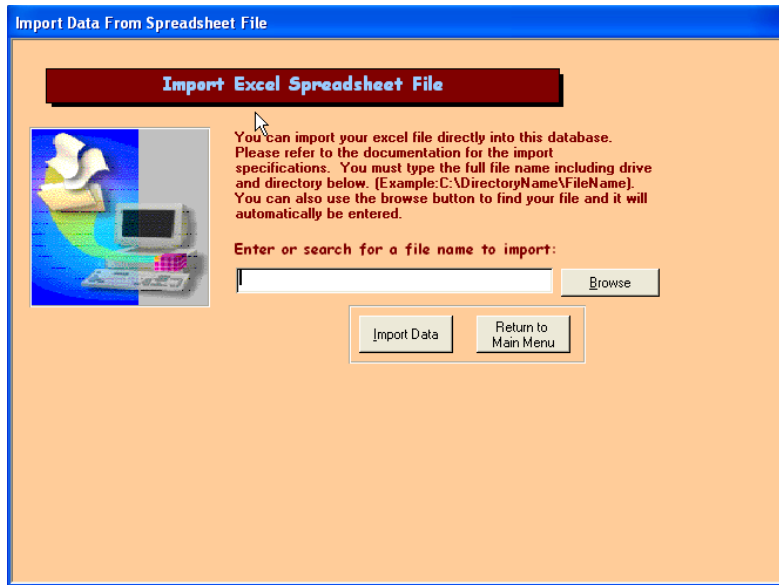 Import Data From Spreadsheet File
Import Excel Spreadsheet File
You can import your excel file directly into this database.
Please refer to the documentation for the import
specifications.  You must type the full file name including drive
and directory below. (Example:C:\DirectoryName\FileName).
You can also use the browse button to find your file and it will
automatically be entered.
Enter or search for a file name to import:
Browse
Import Data
Return to
Main Menu